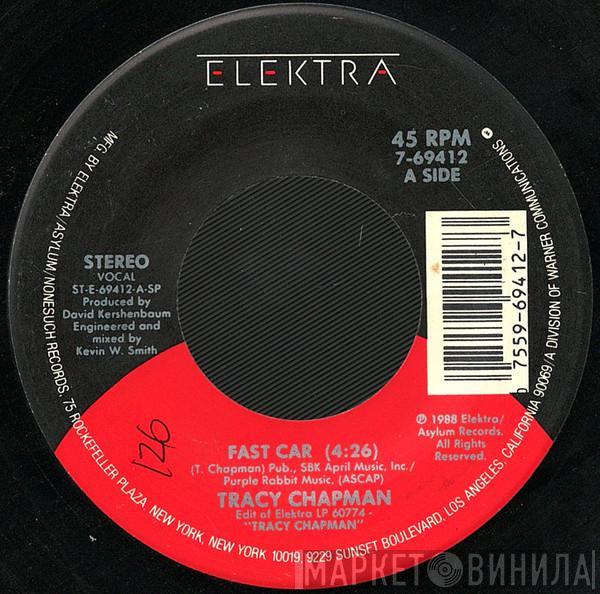 ELEKTRA
45 RPM
7-69412
A SIDE
STEREO
VOCAL
ST-E-69412-A-SP
Produced by
David Kershenbaum
Engineered and
mixed by
Kevin W. Smith
7559-69412-7
℗ 1988 Elektra/
Asylum Records.
All Rights
Reserved.
126
FAST CAR (4:26)
(T. Chapman) Pub., SBK April Music, Inc./
Purple Rabbit Music, (ASCAP)
TRACY CHAPMAN
Edit of Elektra LP 60774 -
"TRACY CHAPMAN"
MFG. BY ELEKTRA/ASYLUM/NONESUCH RECORDS, 75 ROCKEFELLER PLAZA, NEW YORK, NEW YORK 10019, 9229 SUNSET BOULEVARD, LOS ANGELES, CALIFORNIA 90069/A DIVISION OF WARNER COMMUNICATIONS
МАРКЕТ ВИНИЛА